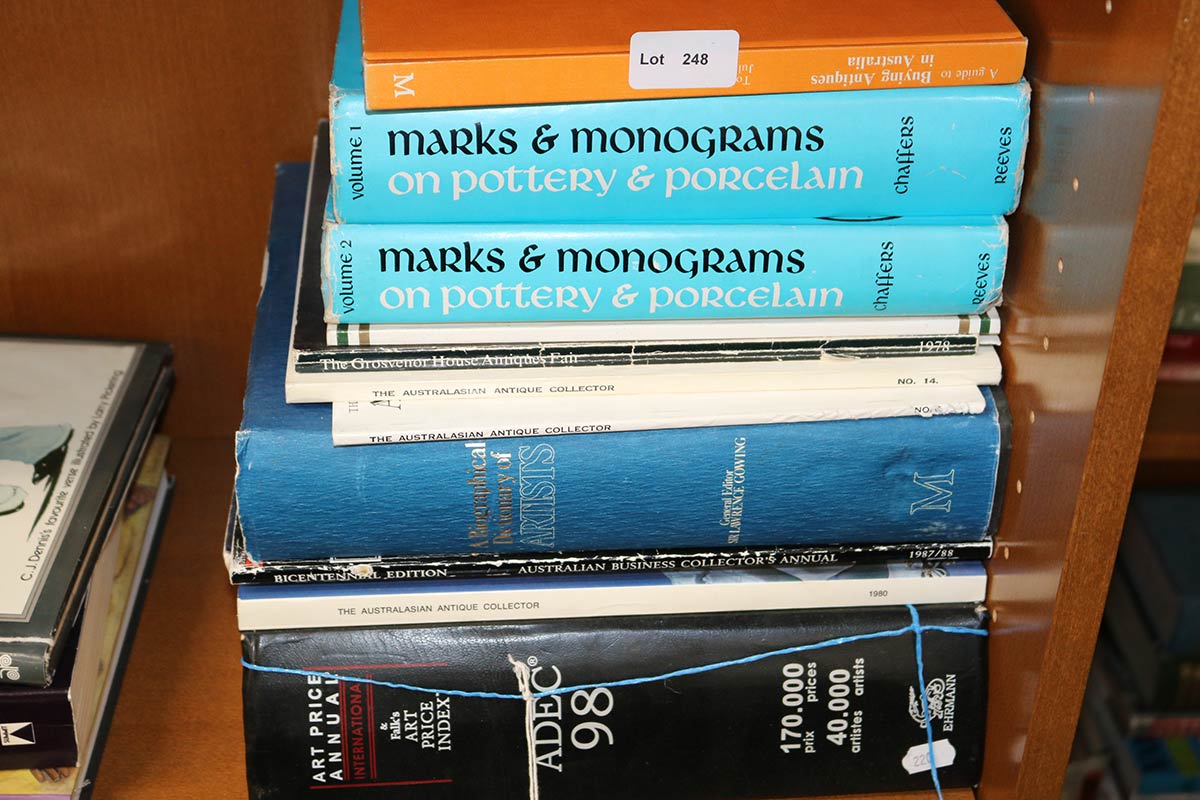 Lot 248
A guide to
Buying Antiques
in Australia
M
volume 1
marks & monograms
on pottery & porcelain
chaffers
REEVES
volume 2
marks & monograms
on pottery & porcelain
chaffers
REEVES
The Grosvenor House Antiques Fair 1978
THE AUSTRALASIAN ANTIQUE COLLECTOR NO. 14.
THE AUSTRALASIAN ANTIQUE COLLECTOR
A Biographical
Dictionary of
ARTISTS
General Editor
SIR LAWRENCE GOWING
M
BICENTENNIAL EDITION AUSTRALIAN BUSINESS COLLECTOR'S ANNUAL 1987/88
THE AUSTRALASIAN ANTIQUE COLLECTOR 1980
ART PRICE
ANNUAL
INTERNATIONAL
&
Falk's
ART
PRICE
INDEX
ADEC®
98
170.000
prix prices
40.000
artistes artists
EHRMANN
C.J. Dennis's favourite verse illustrated by Larry Pickering